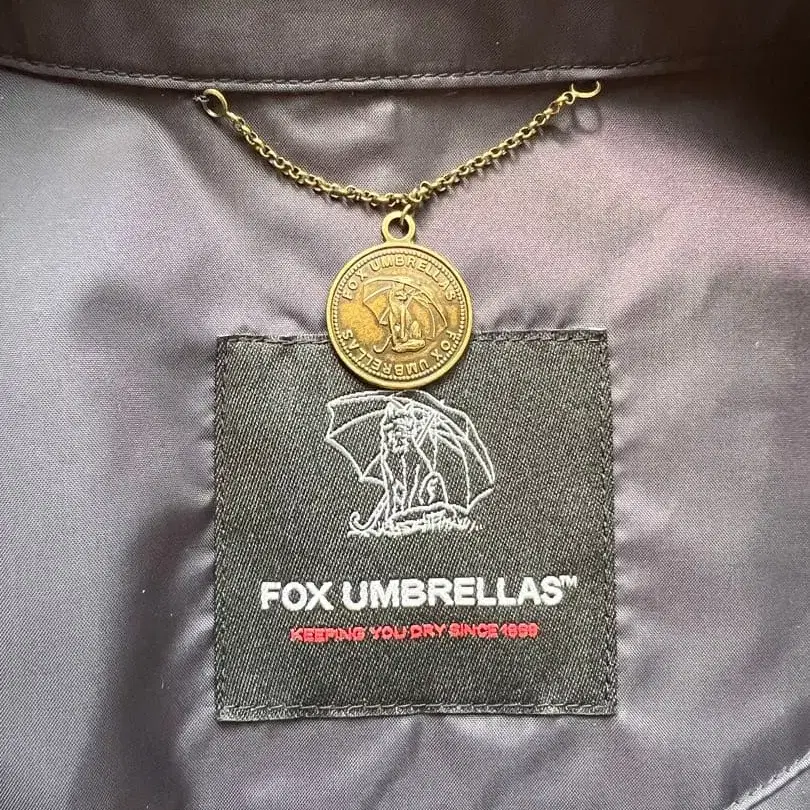 FOX UMBRELLAS
FOX UMBRELLAS
FOX UMBRELLAS™
KEEPING YOU DRY SINCE 1868